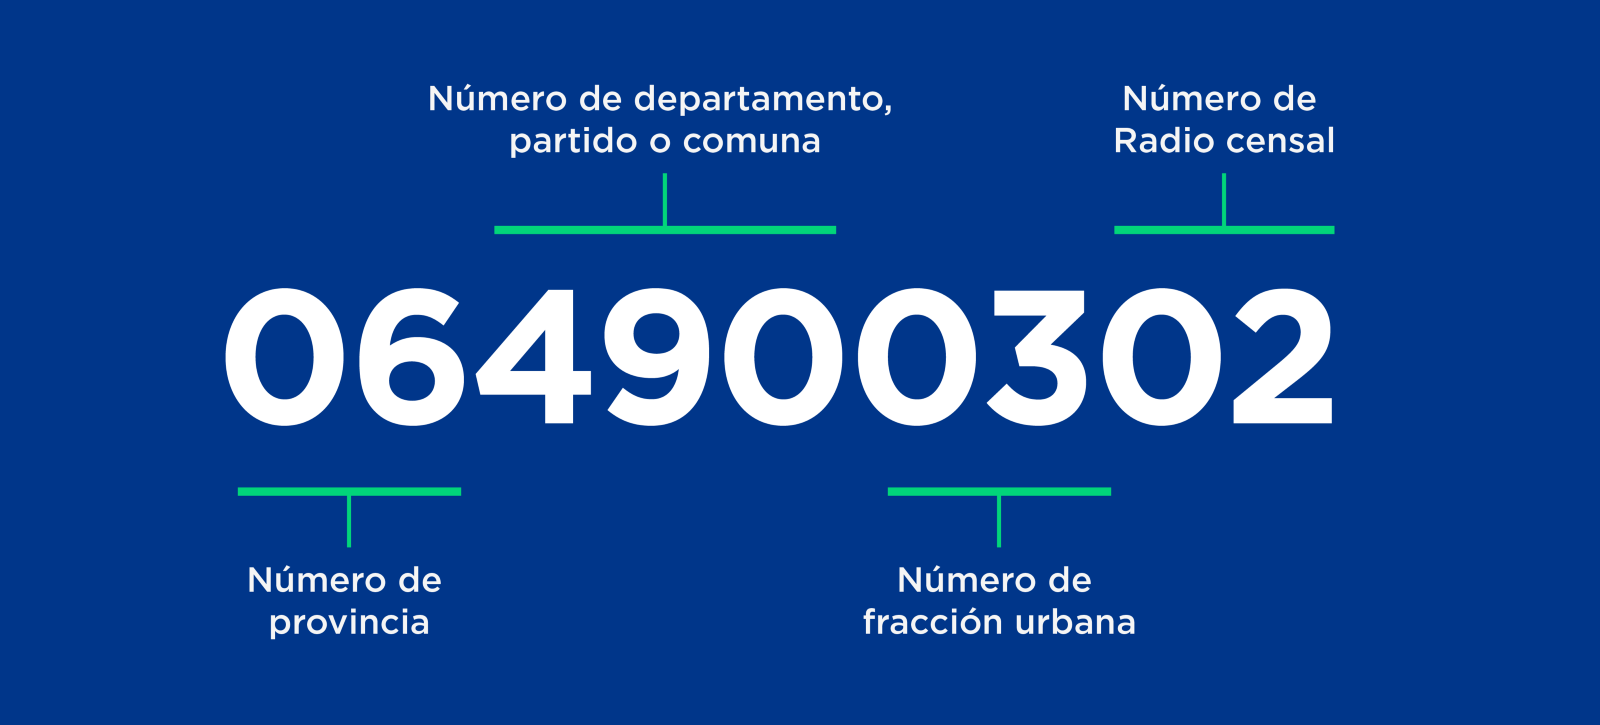 Número de departamento,
partido o comuna
Número de
Radio censal
064900302
Número de
provincia
Número de
fracción urbana